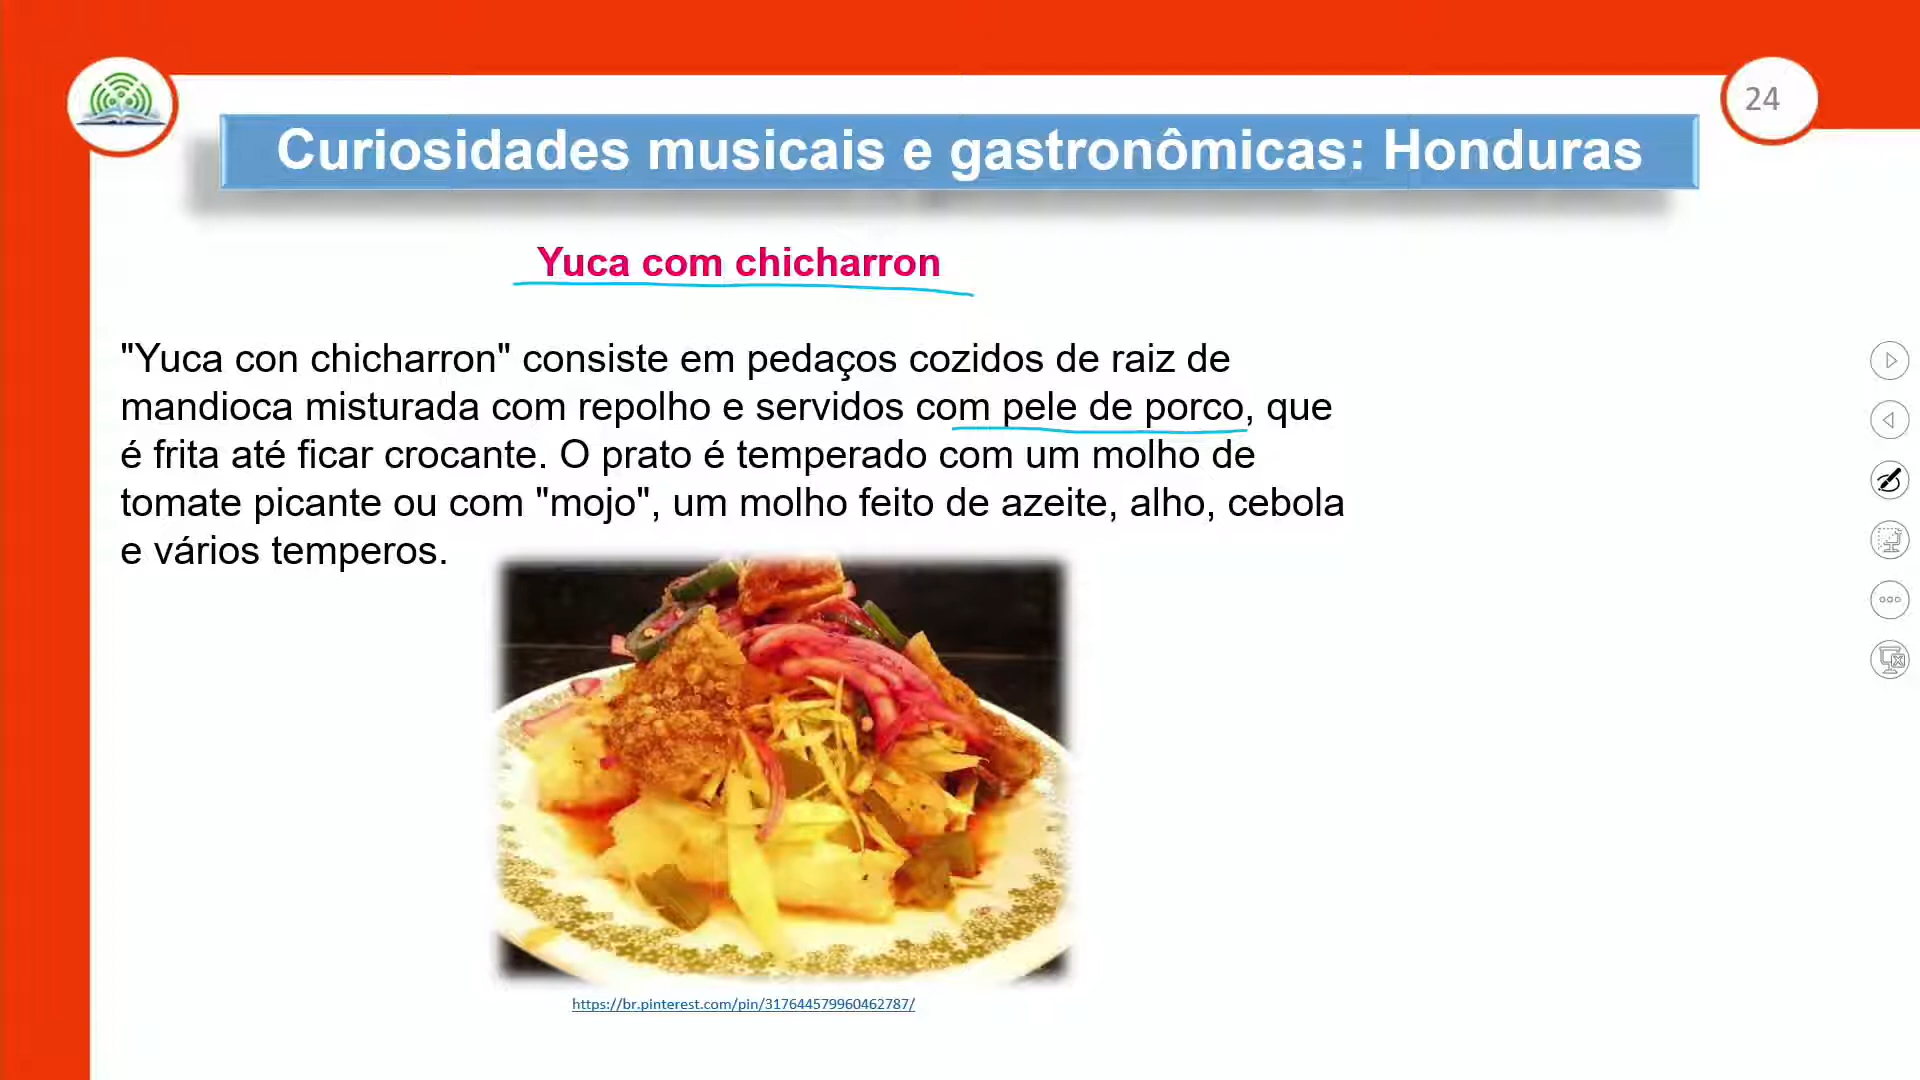 24
Curiosidades musicais e gastronômicas: Honduras
Yuca com chicharron
"Yuca con chicharron" consiste em pedaços cozidos de raiz de
mandioca misturada com repolho e servidos com pele de porco, que
é frita até ficar crocante. O prato é temperado com um molho de
tomate picante ou com "mojo", um molho feito de azeite, alho, cebola
e vários temperos.
https://br.pinterest.com/pin/317644579960462787/